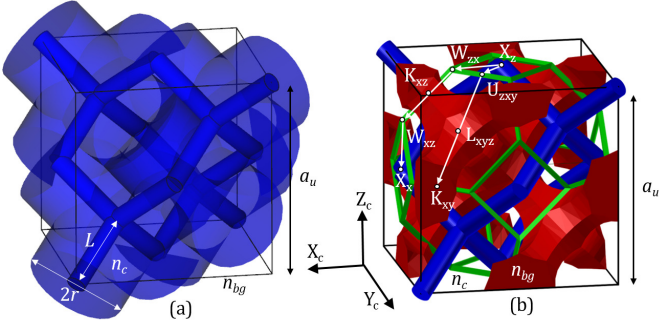 a_u
L
n_c
2r
n_bg
(a)
X_c
Z_c
Y_c
W_zx
X_z
K_xz
U_zxy
W_xz
L_xyz
X_x
K_xy
a_u
n_c
n_bg
(b)